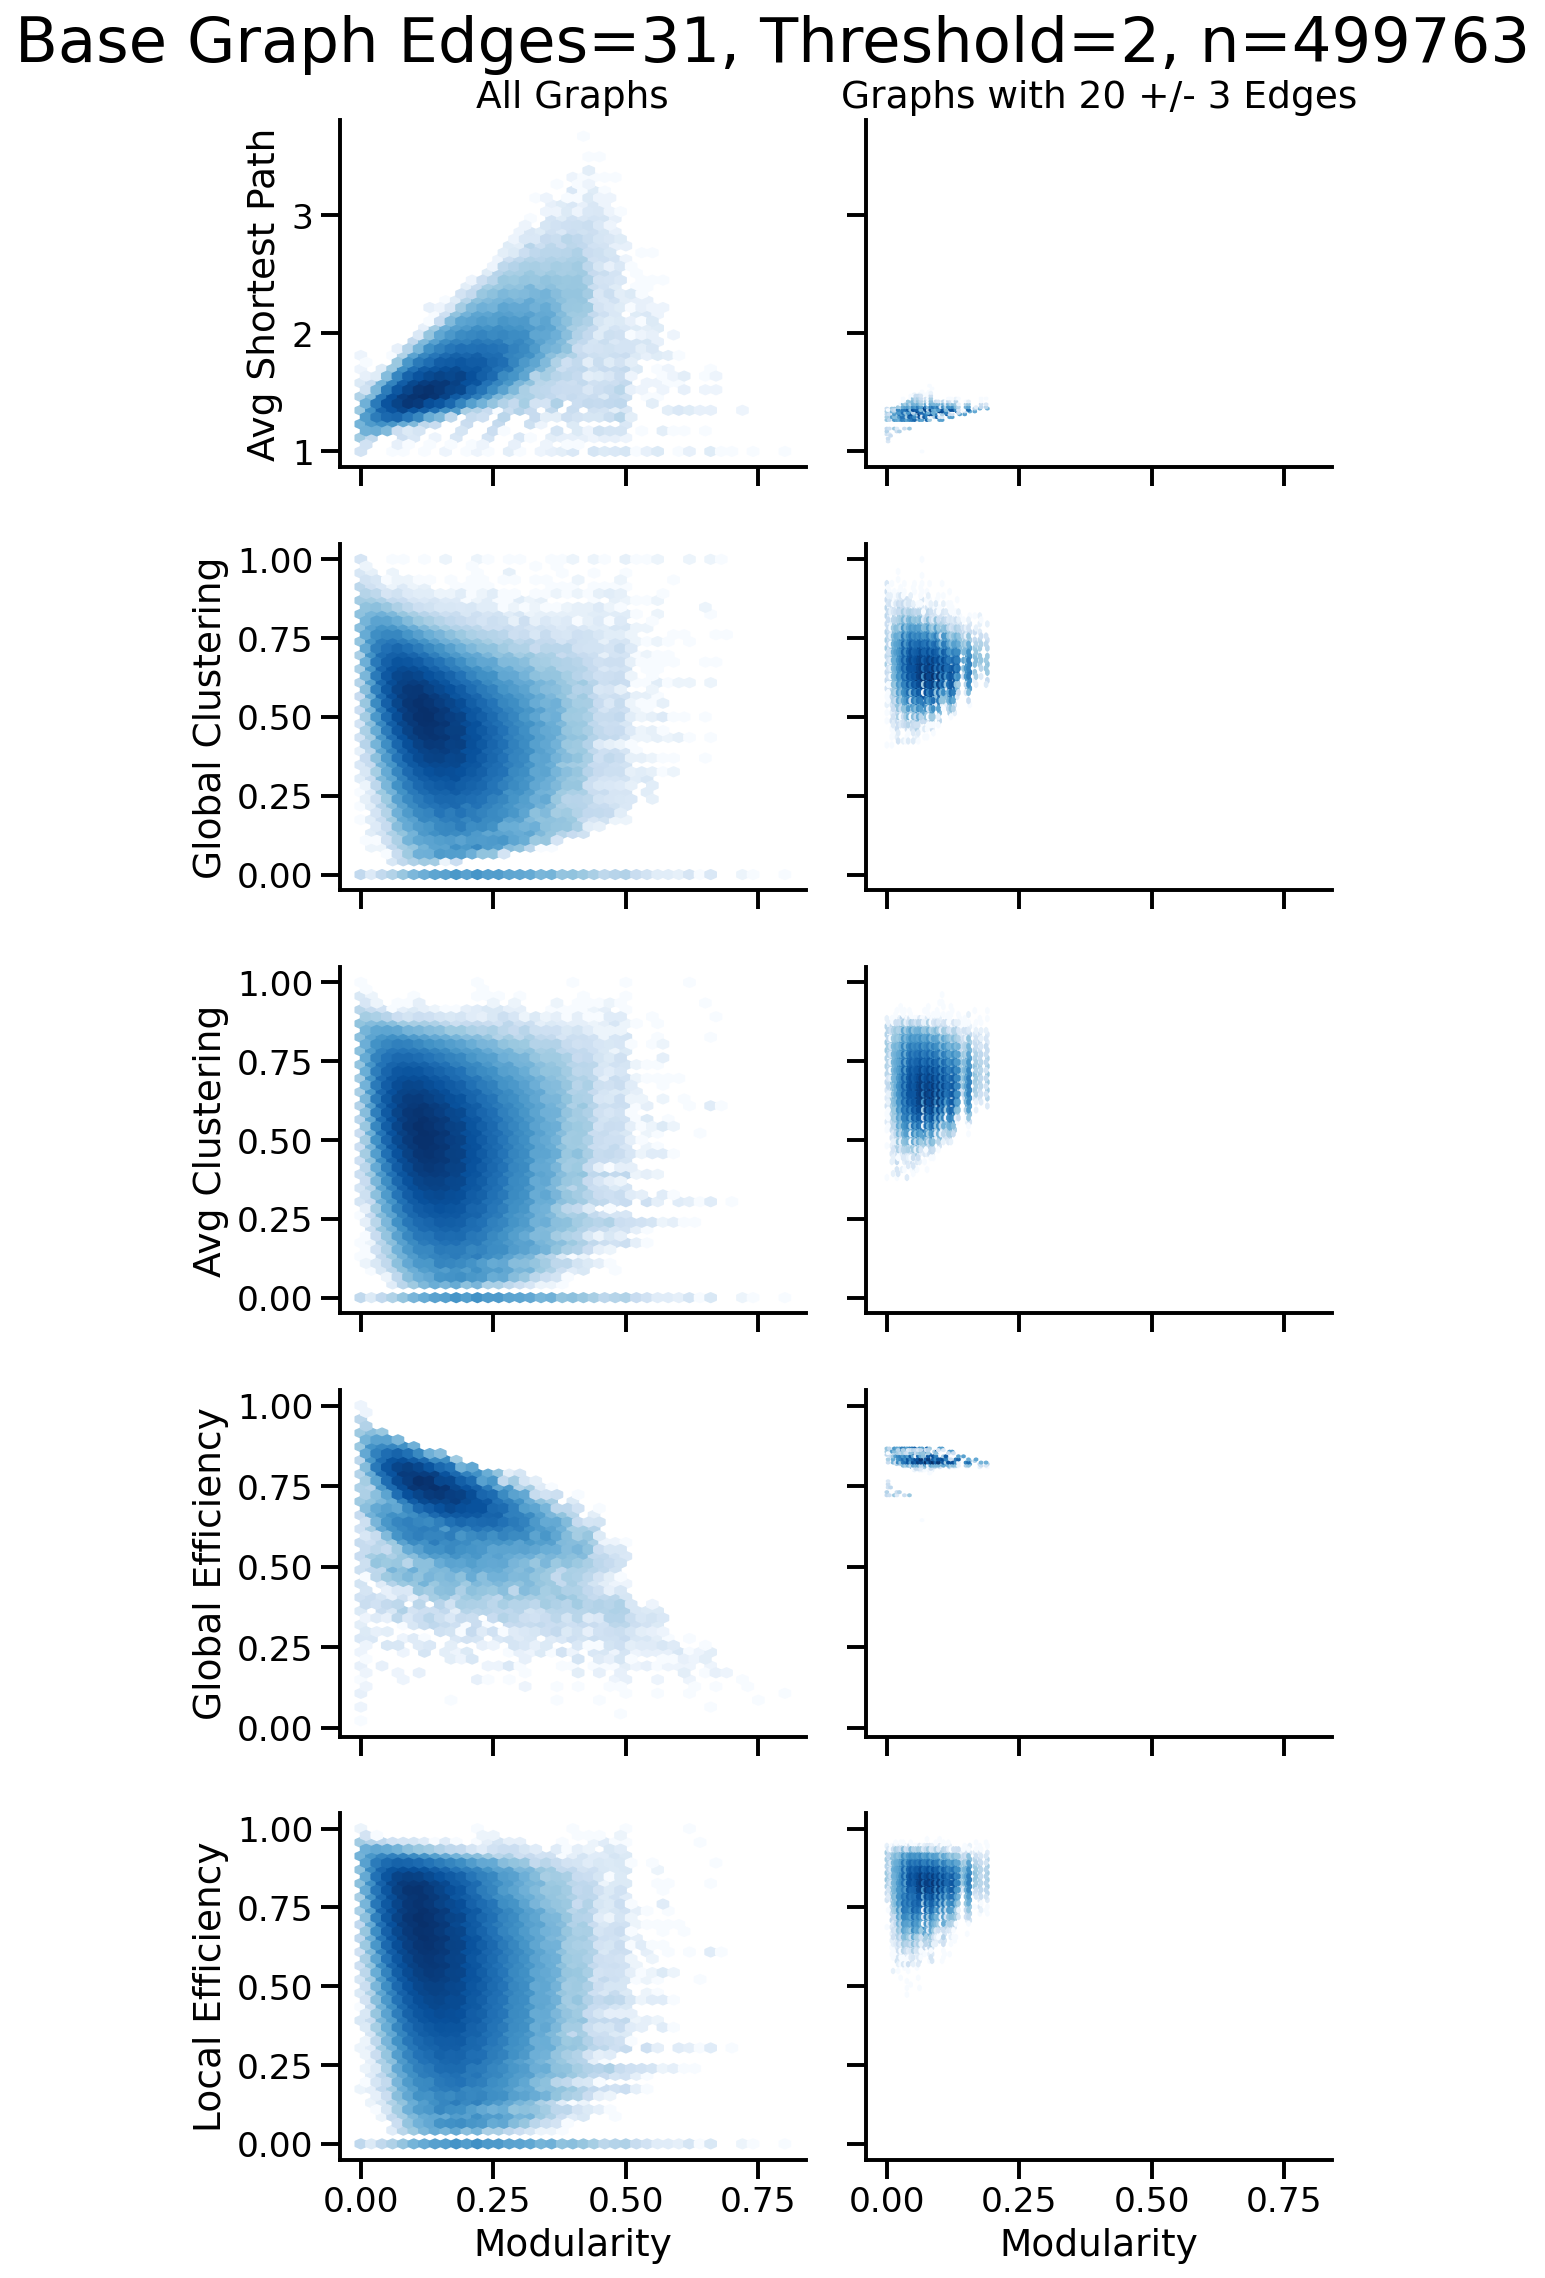 Base Graph Edges=31, Threshold=2, n=499763
All Graphs
Graphs with 20 +/- 3 Edges
Avg Shortest Path
3
2
1
Global Clustering
1.00
0.75
0.50
0.25
0.00
Avg Clustering
1.00
0.75
0.50
0.25
0.00
Global Efficiency
1.00
0.75
0.50
0.25
0.00
Local Efficiency
1.00
0.75
0.50
0.25
0.00
0.00 0.25 0.50 0.75
Modularity
0.00 0.25 0.50 0.75
Modularity